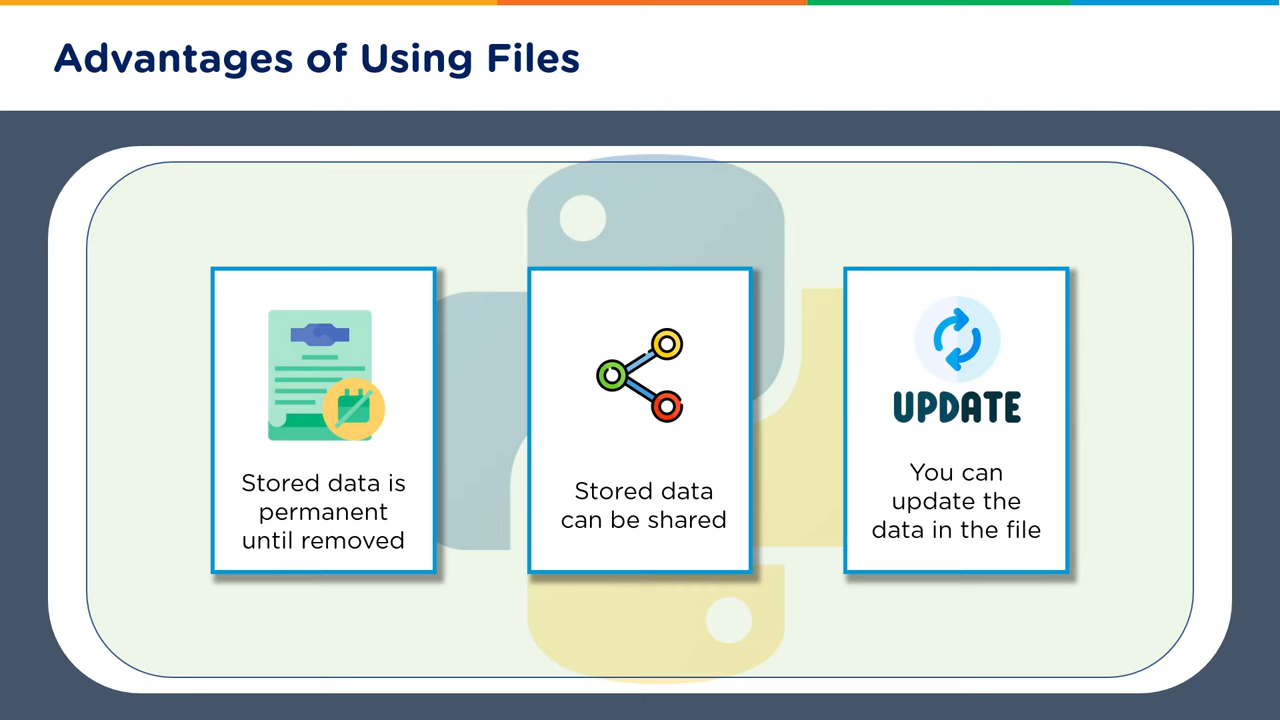 Advantages of Using Files
Stored data is
permanent
until removed
Stored data
can be shared
UPDATE
You can
update the
data in the file